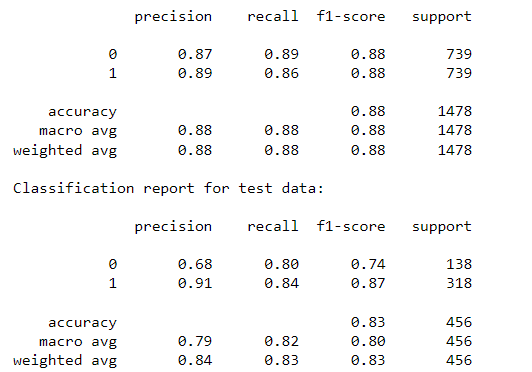 precision recall f1-score support
0 0.87 0.89 0.88 739
1 0.89 0.86 0.88 739
accuracy 0.88 1478
macro avg 0.88 0.88 0.88 1478
weighted avg 0.88 0.88 0.88 1478
Classification report for test data:
precision recall f1-score support
0 0.68 0.80 0.74 138
1 0.91 0.84 0.87 318
accuracy 0.83 456
macro avg 0.79 0.82 0.80 456
weighted avg 0.84 0.83 0.83 456